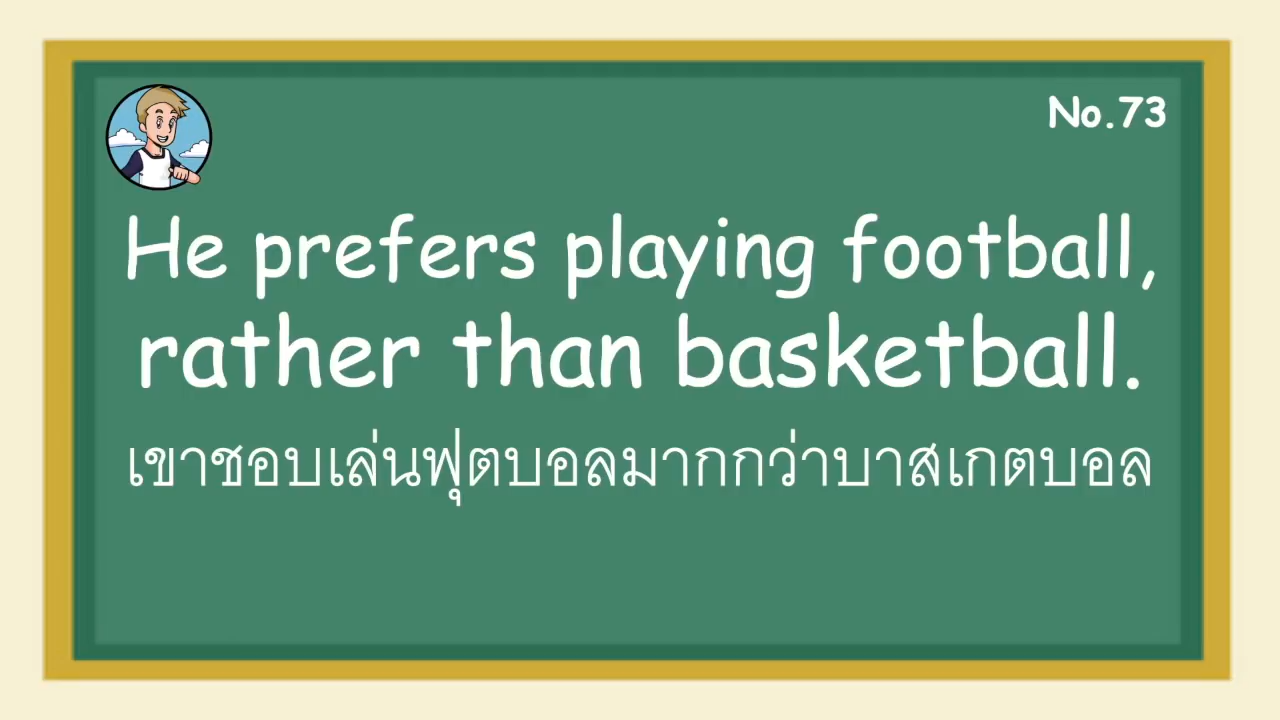 No.73
He prefers playing football,
rather than basketball.
เขาชอบเล่นฟุตบอลมากกว่าบาสเกตบอล